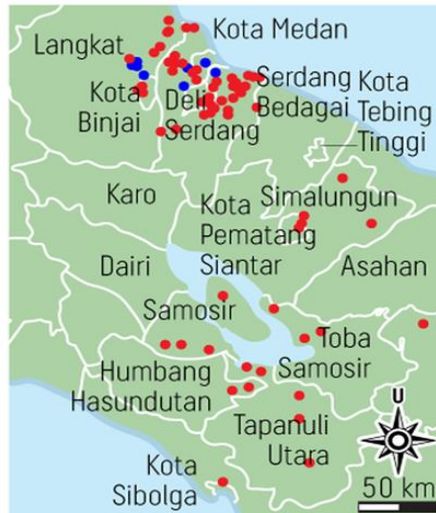 Kota Medan
Langkat
Serdang
Bedagai
Kota
Tebing
Tinggi
Kota
Binjai
Deli
Serdang
Karo
Simalungun
Kota
Pematang
Siantar
Dairi
Asahan
Samosir
Toba
Samosir
Humbang
Hasundutan
Tapanuli
Utara
U
Kota
Sibolga
50 km